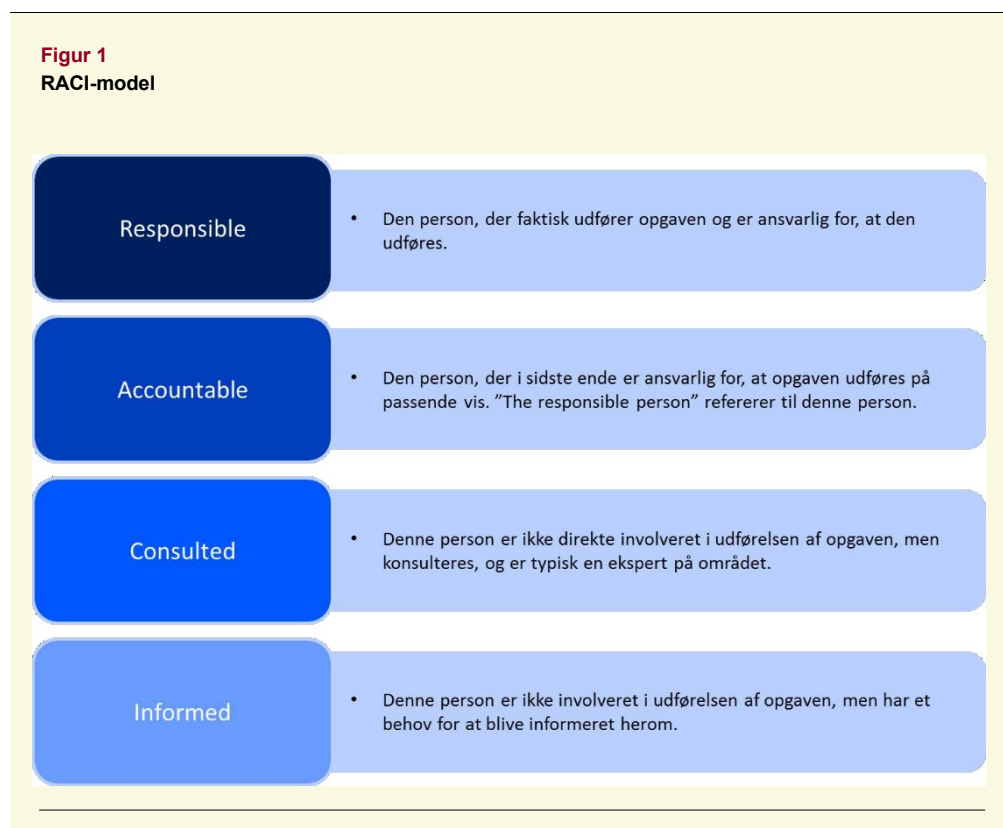 Figur 1
RACI-model
Responsible
• Den person, der faktisk udfører opgaven og er ansvarlig for, at den
udføres.
Accountable
• Den person, der i sidste ende er ansvarlig for, at opgaven udføres på
passende vis. ”The responsible person” refererer til denne person.
Consulted
• Denne person er ikke direkte involveret i udførelsen af opgaven, men
konsulteres, og er typisk en ekspert på området.
Informed
• Denne person er ikke involveret i udførelsen af opgaven, men har et
behov for at blive informeret herom.